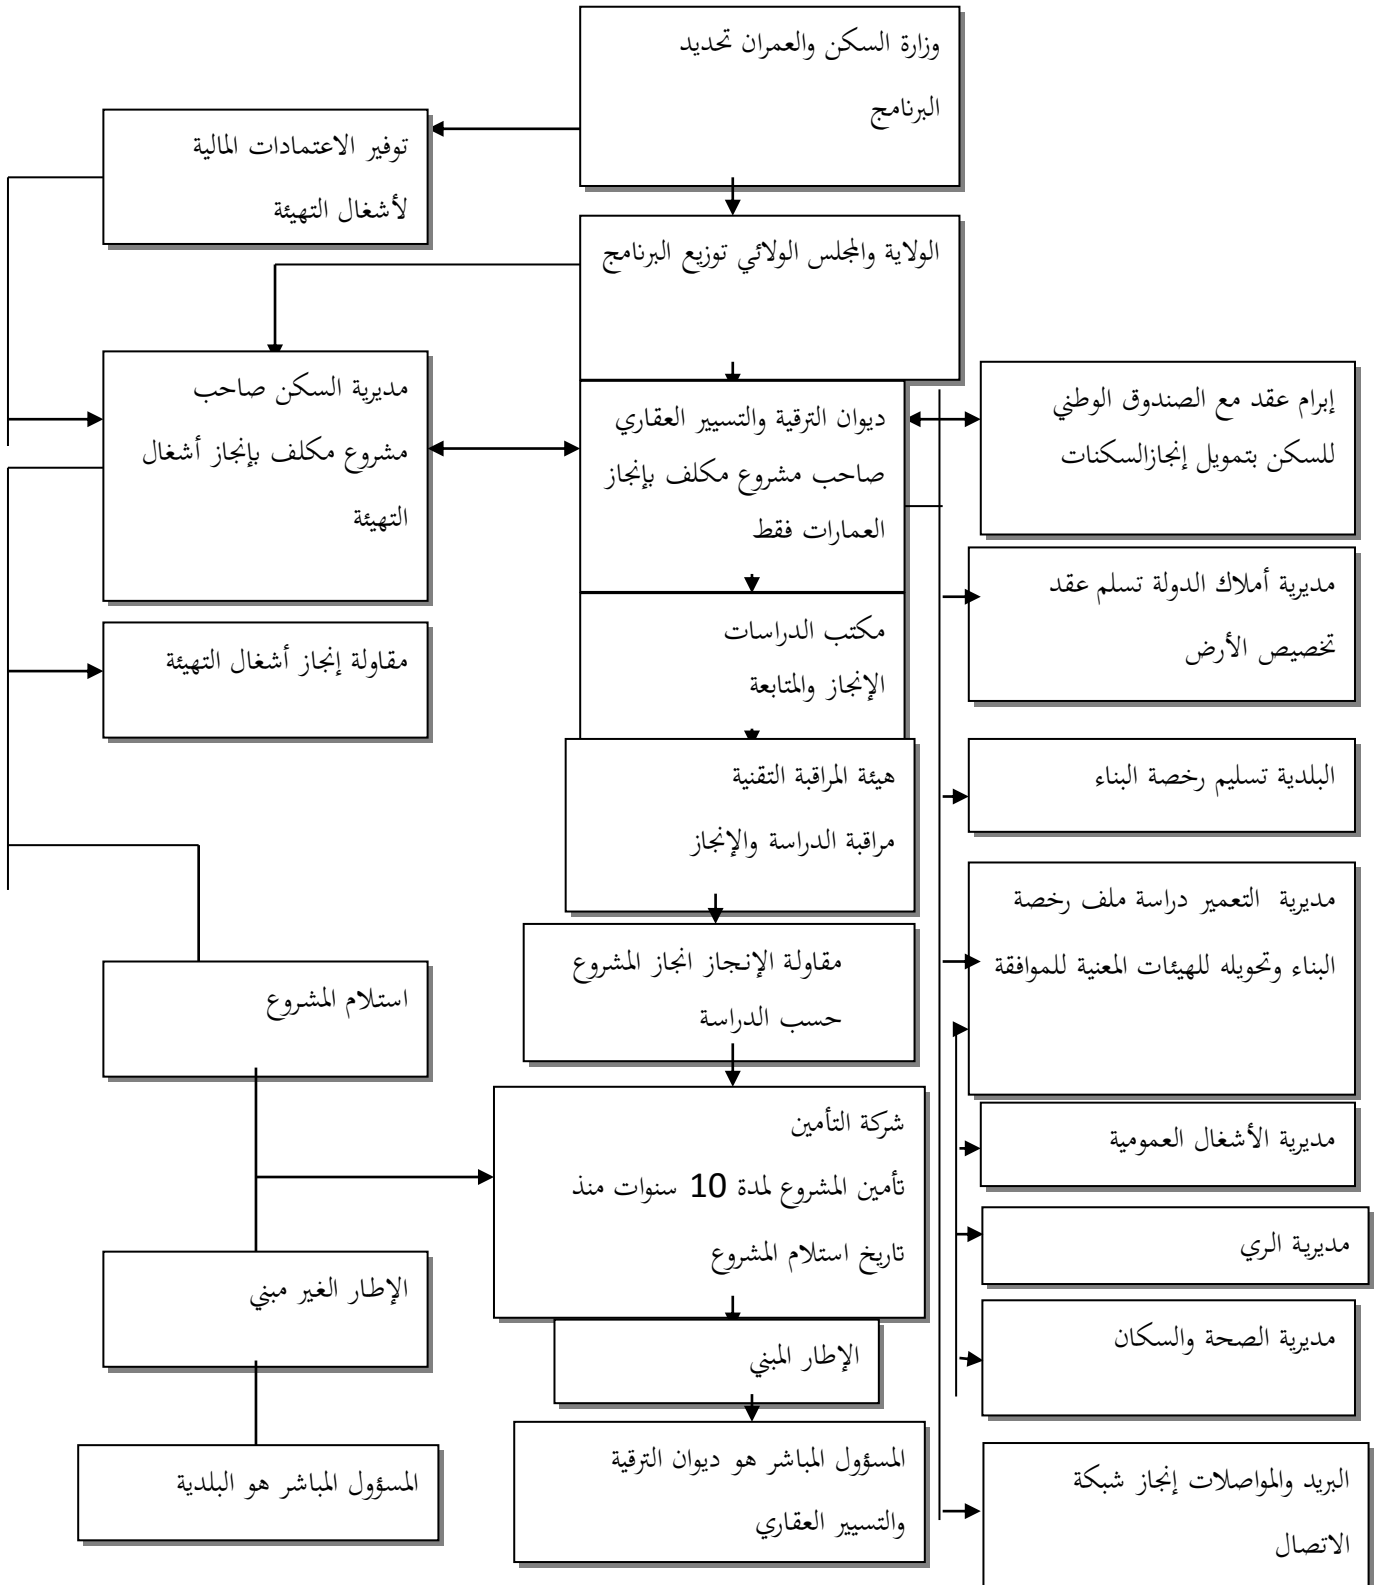 وزارة السكن والعمران تحديد
البرنامج
توفير الاعتمادات المالية
لأشغال التهيئة
الولاية والمجلس الولائي توزيع البرنامج
مديرية السكن صاحب
مشروع مكلف بإنجاز أشغال
التهيئة
ديوان الترقية والتسيير العقاري
صاحب مشروع مكلف بإنجاز
العمارات فقط
إبرام عقد مع الصندوق الوطني
للسكن بتمويل إنجازالسكنات
مديرية أملاك الدولة تسلم عقد
تخصيص الأرض
مكتب الدراسات
الإنجاز والمتابعة
مقاولة إنجاز أشغال التهيئة
هيئة المراقبة التقنية
مراقبة الدراسة والإنجاز
البلدية تسليم رخصة البناء
مديرية التعمير دراسة ملف رخصة
البناء وتحويله للهيئات المعنية للموافقة
مقاولة الإنجاز انجاز المشروع
حسب الدراسة
استلام المشروع
شركة التأمين
تأمين المشروع لمدة 10 سنوات منذ
تاريخ استلام المشروع
مديرية الأشغال العمومية
مديرية الري
الإطار الغير مبني
مديرية الصحة والسكان
الإطار المبني
المسؤول المباشر هو ديوان الترقية
والتسيير العقاري
المسؤول المباشر هو البلدية
البريد والمواصلات إنجاز شبكة
الاتصال